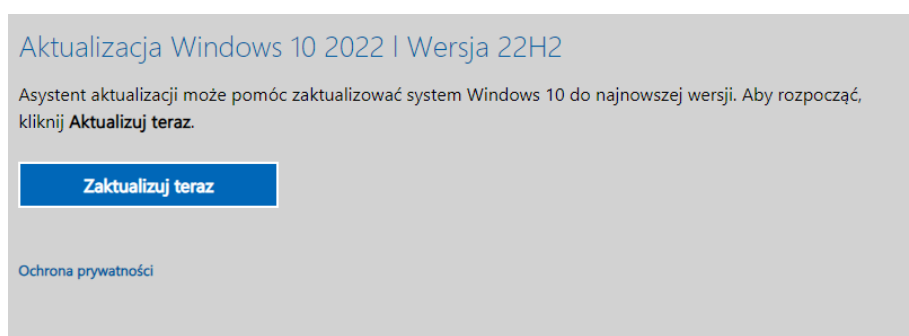 Aktualizacja Windows 10 2022 l Wersja 22H2
Asystent aktualizacji może pomóc zaktualizować system Windows 10 do najnowszej wersji. Aby rozpocząć,
kliknij Aktualizuj teraz.
Zaktualizuj teraz
Ochrona prywatności